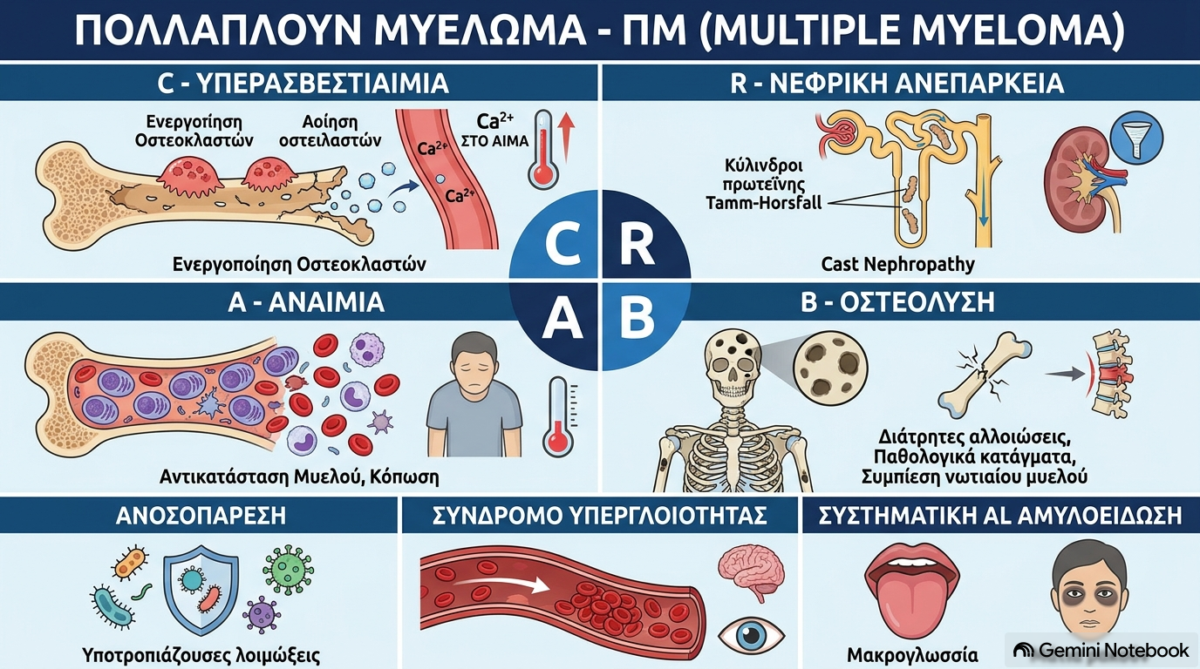 ΠΟΛΛΑΠΛΟΥΝ ΜΥΕΛΩΜΑ - ΠΜ (MULTIPLE MYELOMA)
C - ΥΠΕΡΑΣΒΕΣΤΙΑΙΜΙΑ
Ενεργοπίηση
Οστεοκλαστών
Αοίηση
οστειλαστών
Ca²⁺
ΣΤΟ ΑΙΜΑ
Ca²⁺
Ca²⁺
Ενεργοποίηση Οστεοκλαστών
R - ΝΕΦΡΙΚΗ ΑΝΕΠΑΡΚΕΙΑ
Κύλινδροι
πρωτεΐνης
Tamm-Horsfall
Cast Nephropathy
C R
A B
A - ΑΝΑΙΜΙΑ
Αντικατάσταση Μυελού, Κόπωση
B - ΟΣΤΕΟΛΥΣΗ
Διάτρητες αλλοιώσεις,
Παθολογικά κατάγματα,
Συμπίεση νωτιαίου μυελού
ΑΝΟΣΟΠΑΡΕΣΗ
Υποτροπιάζουσες λοιμώξεις
ΣΥΝΔΡΟΜΟ ΥΠΕΡΓΛΟΙΟΤΗΤΑΣ
ΣΥΣΤΗΜΑΤΙΚΗ AL ΑΜΥΛΟΕΙΔΩΣΗ
Μακρογλωσσία
Gemini Notebook